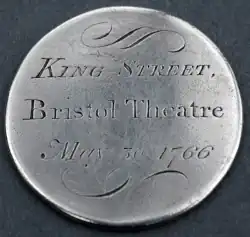 KING STREET,
Bristol Theatre
May 30 1766